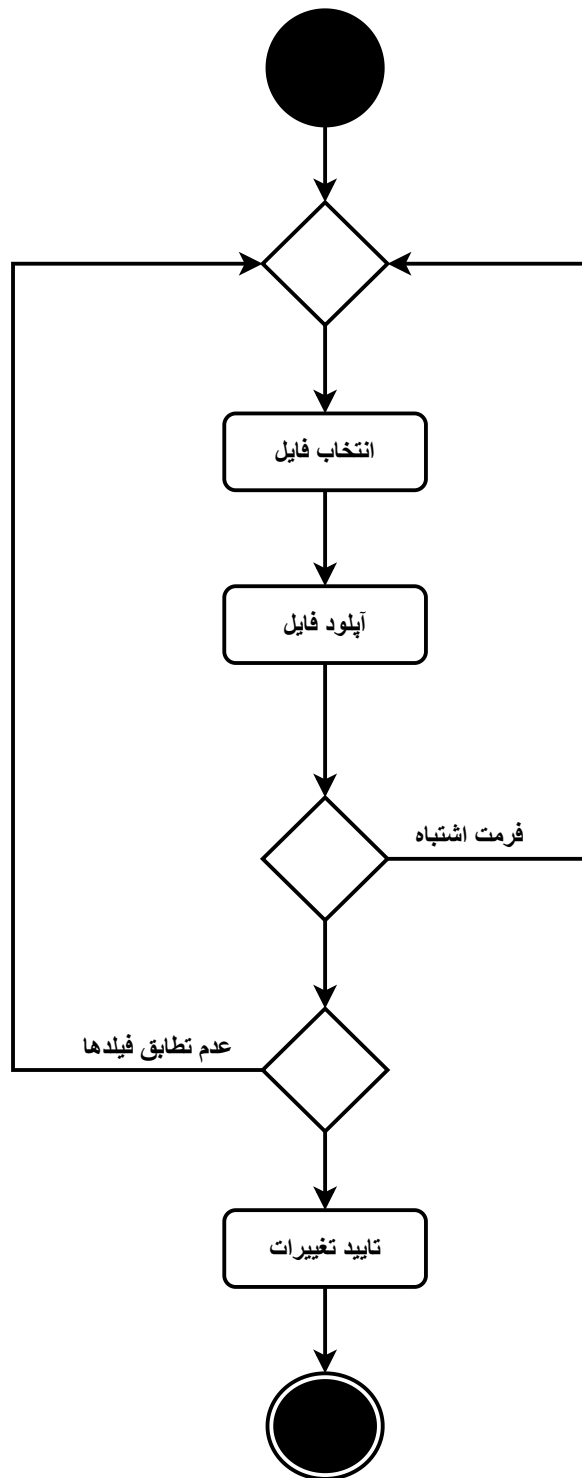 انتخاب فایل
آپلود فایل
فرمت اشتباه
عدم تطابق فیلدها
تایید تغییرات